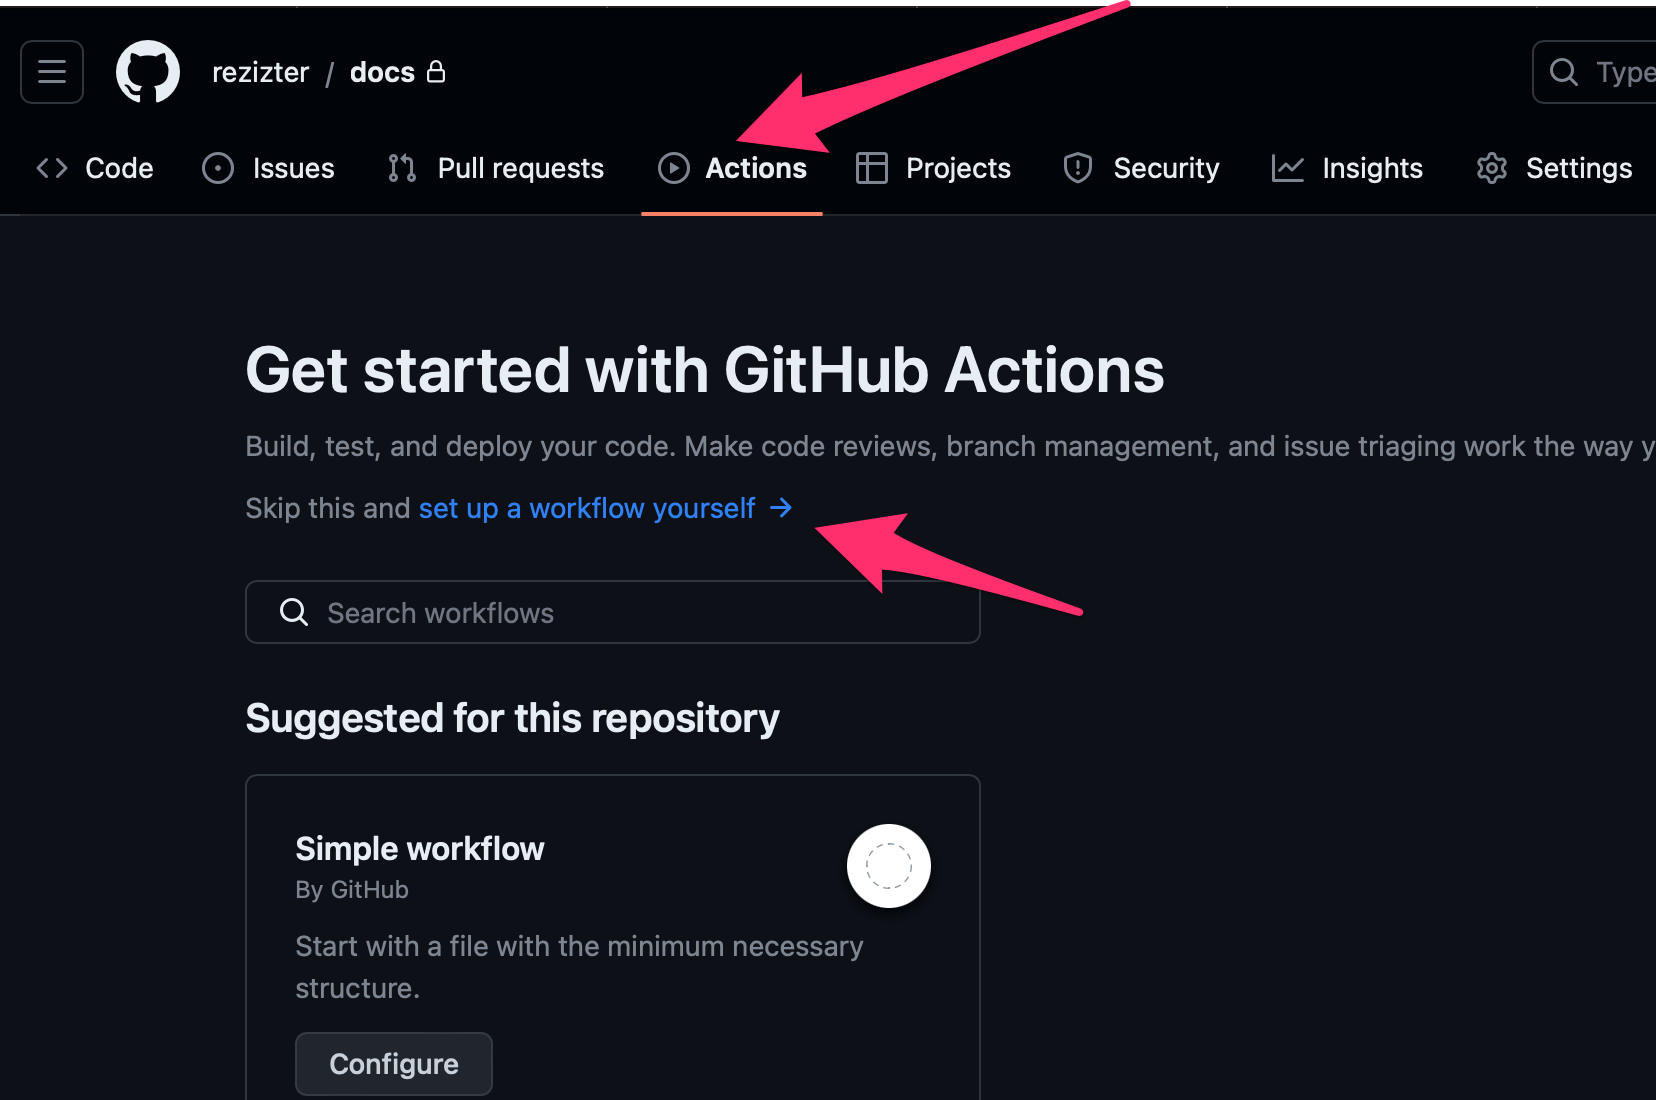 rezizter / docs
Type
Code Issues Pull requests Actions Projects Security Insights Settings
Get started with GitHub Actions
Build, test, and deploy your code. Make code reviews, branch management, and issue triaging work the way y
Skip this and set up a workflow yourself →
Search workflows
Suggested for this repository
Simple workflow
By GitHub
Start with a file with the minimum necessary
structure.
Configure